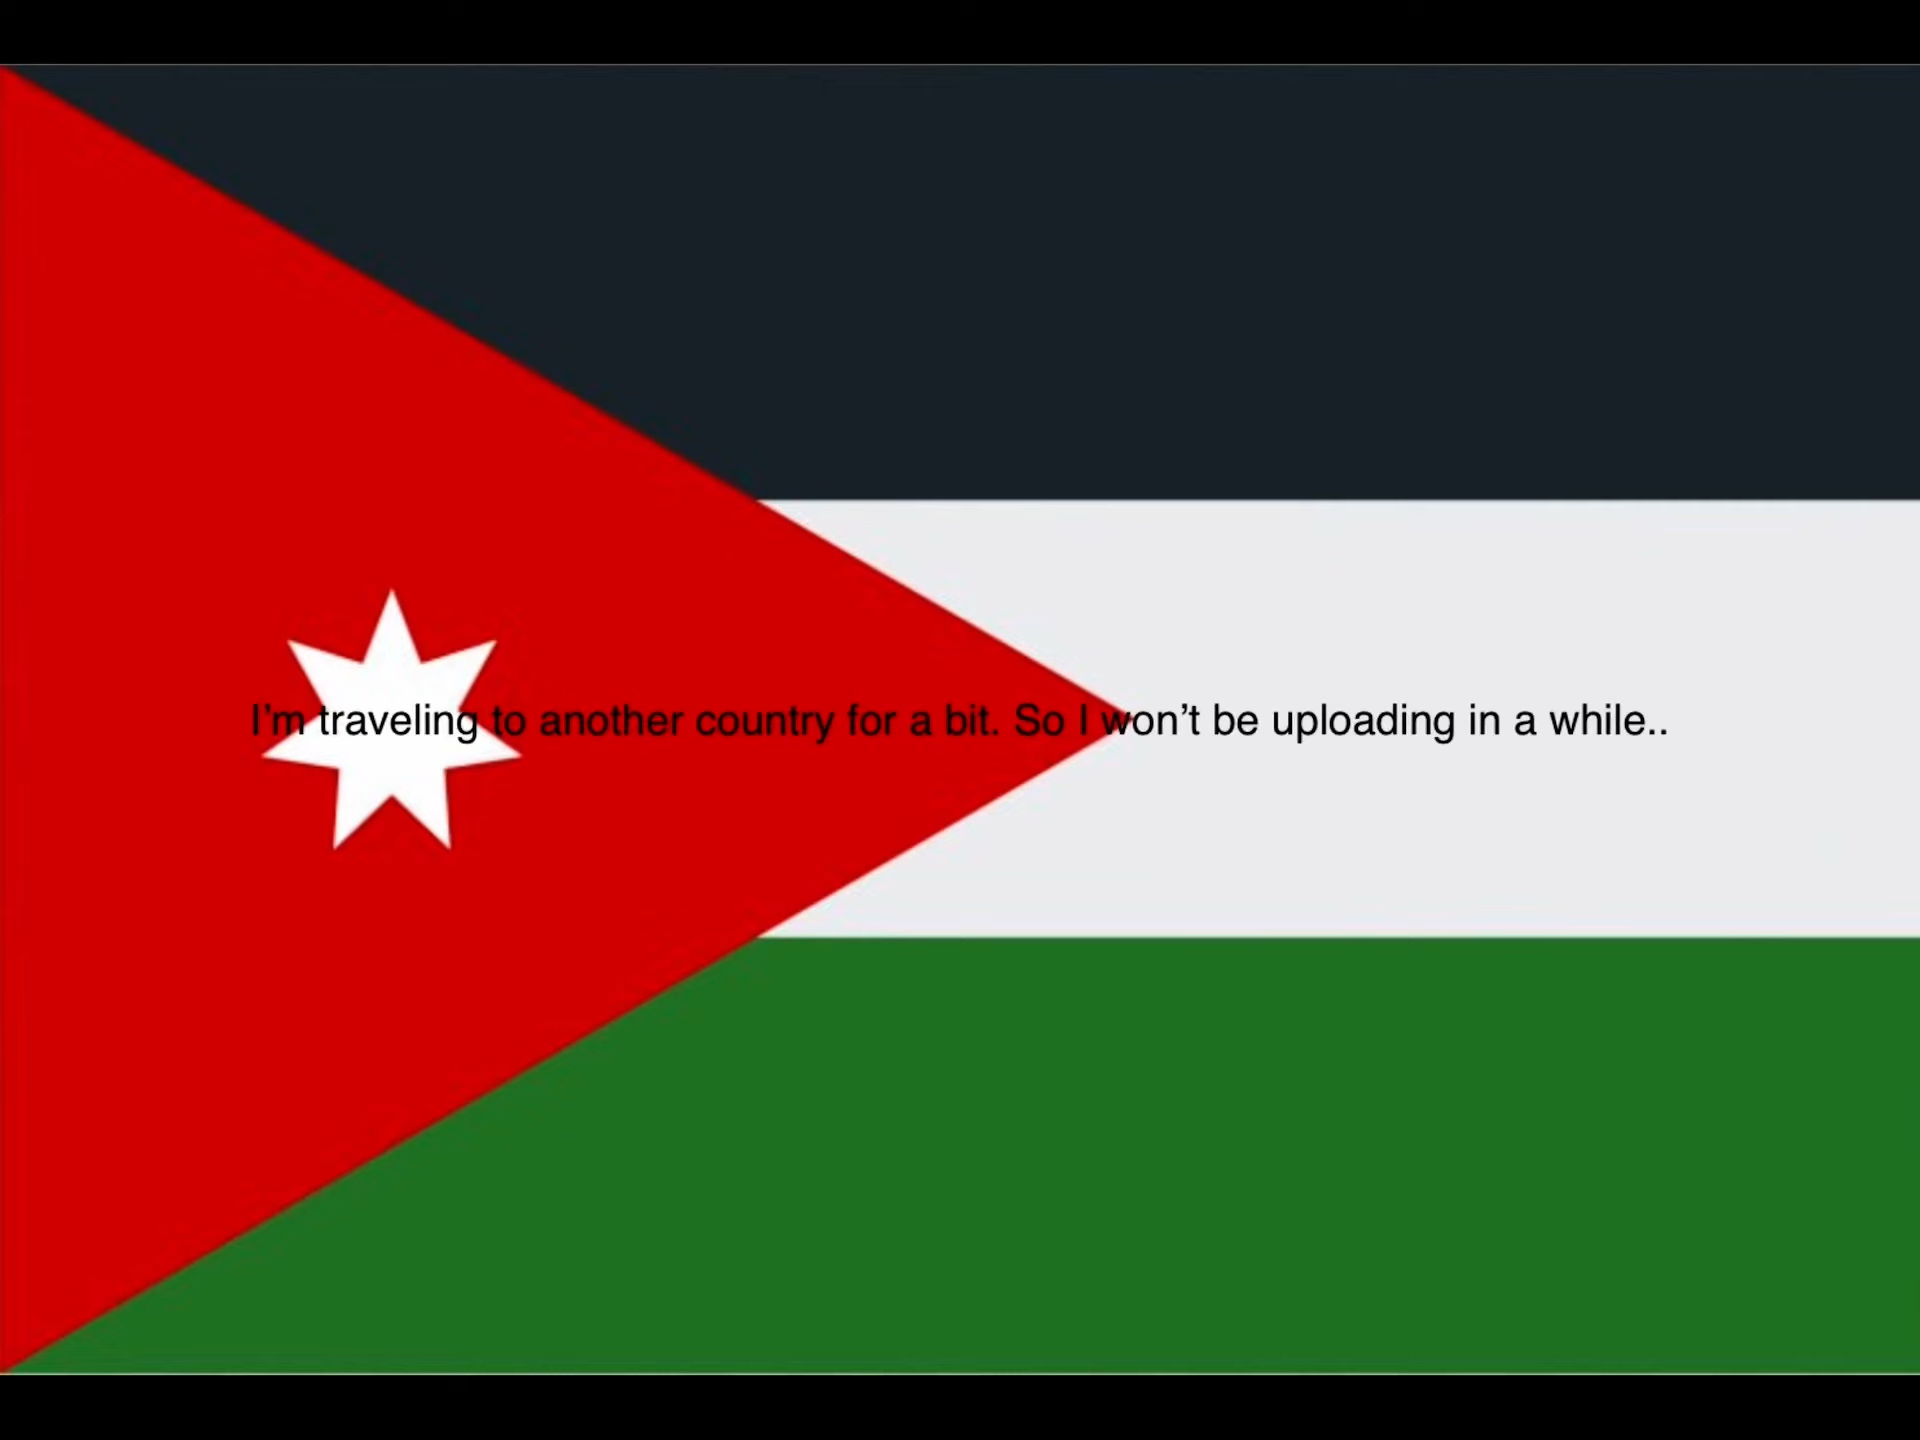 I’m traveling to another country for a bit. So I won’t be uploading in a while..